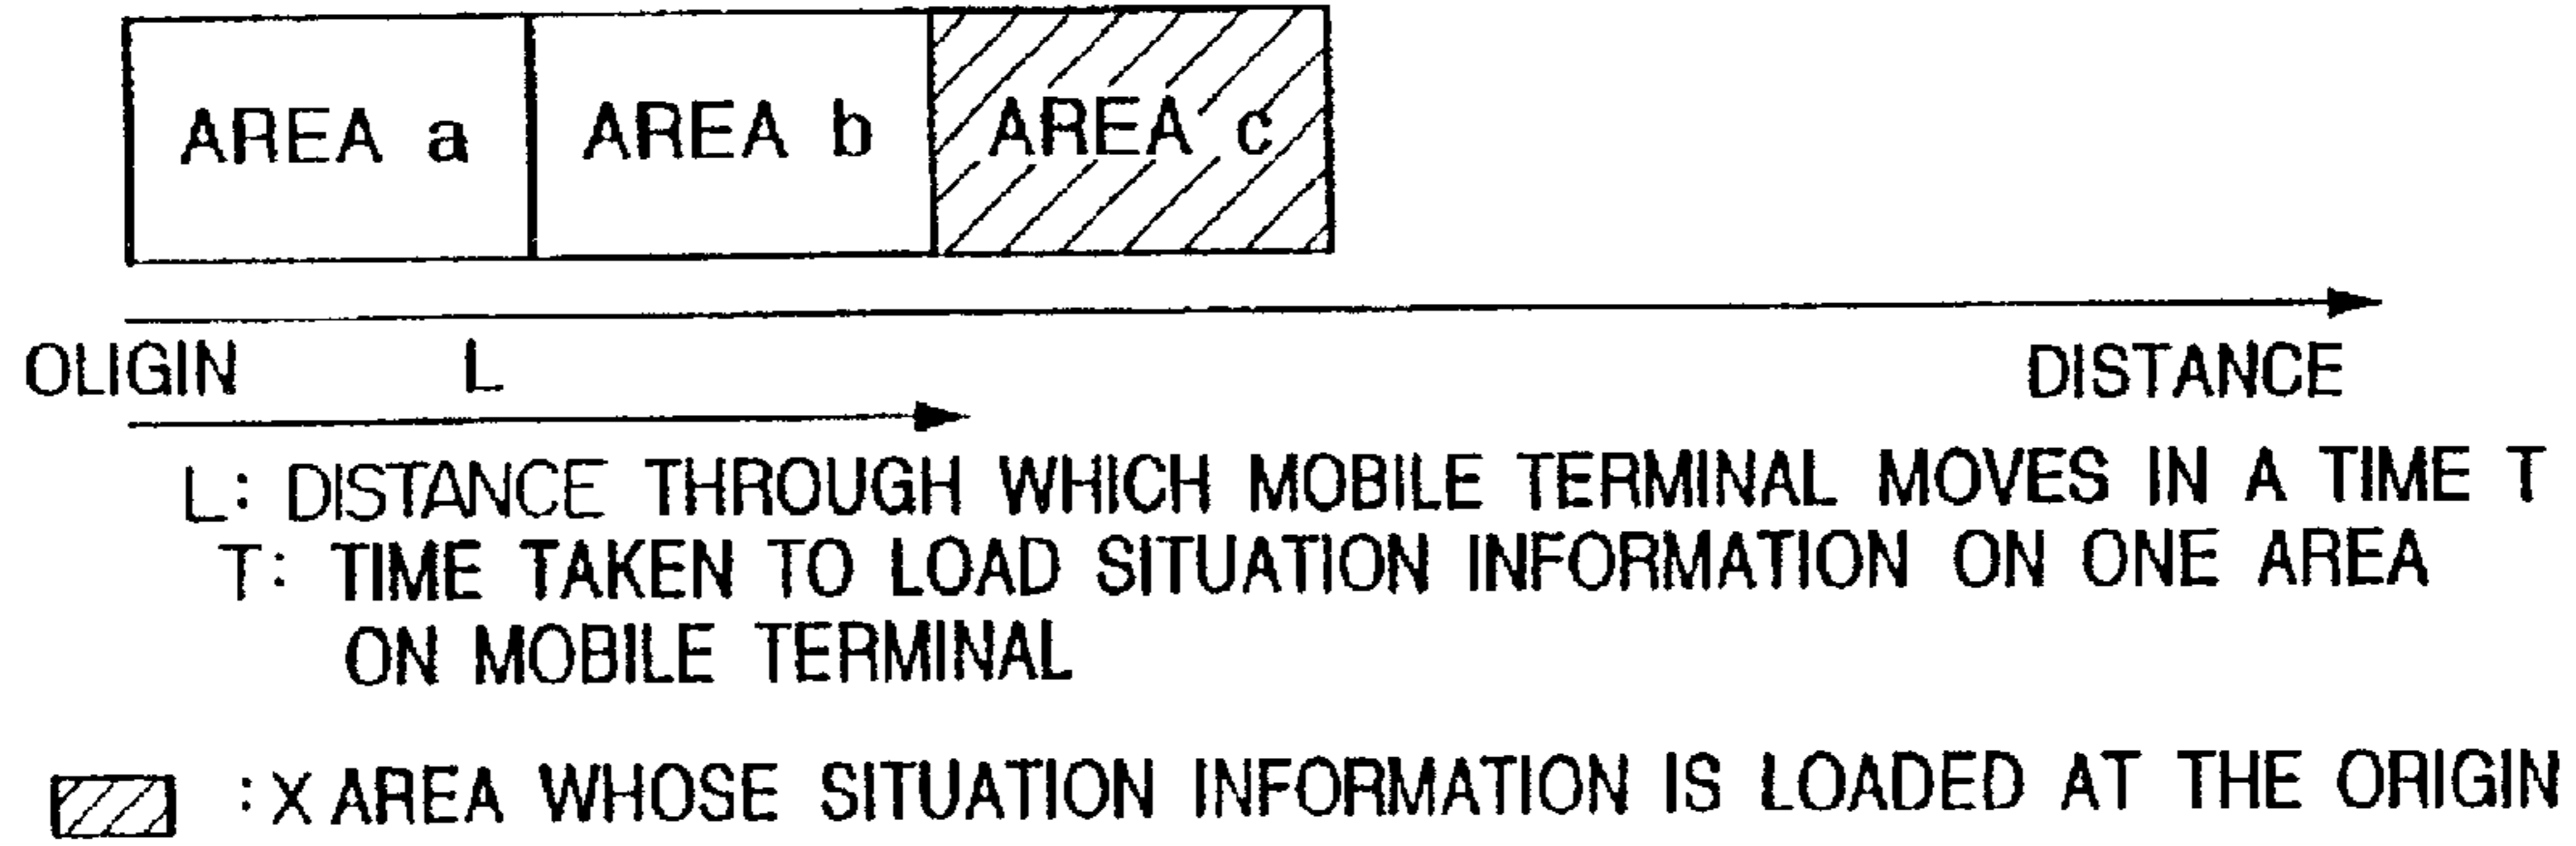 AREA a AREA b AREA c
OLIGIN L DISTANCE
L: DISTANCE THROUGH WHICH MOBILE TERMINAL MOVES IN A TIME T
T: TIME TAKEN TO LOAD SITUATION INFORMATION ON ONE AREA
ON MOBILE TERMINAL
:X AREA WHOSE SITUATION INFORMATION IS LOADED AT THE ORIGIN